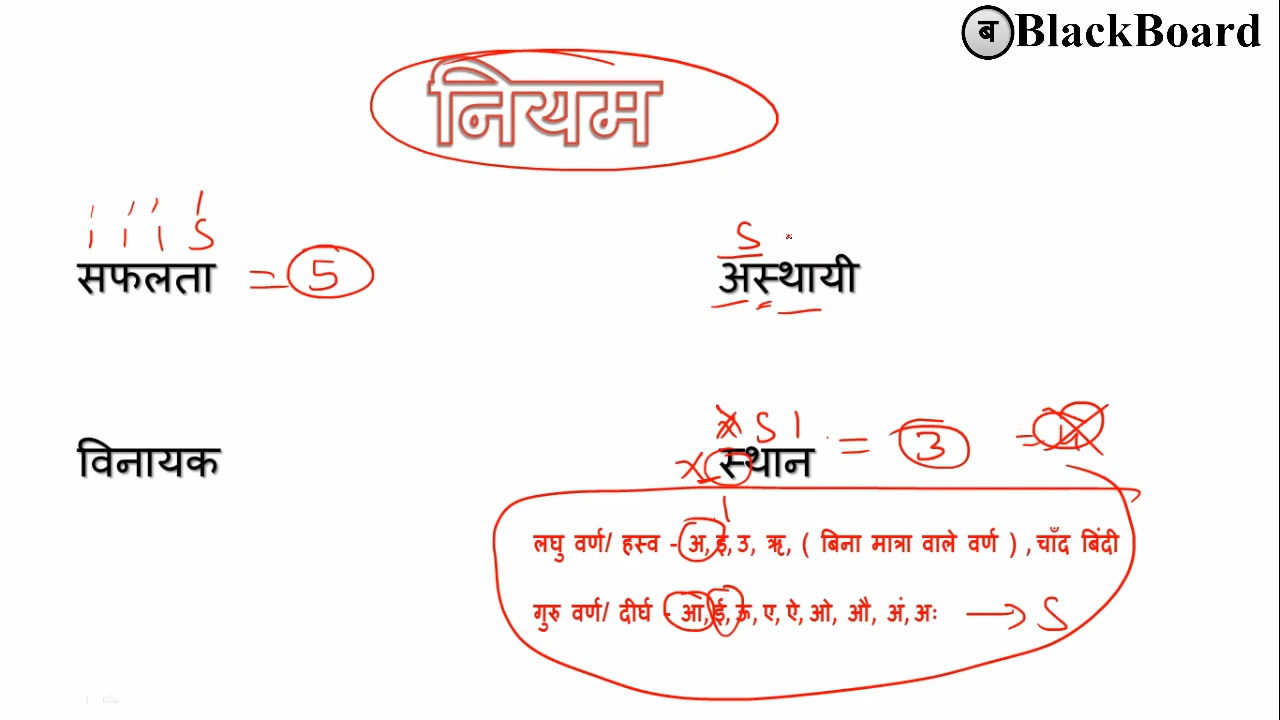 ब BlackBoard
नियम
। । । ।
। । । S
सफलता = 5
S
अस्थायी
विनायक
S ।
x स्थान = 3 =
।
लघु वर्ण/ हस्व - अ, इ, उ, ऋ, ( बिना मात्रा वाले वर्ण ) , चाँद बिंदी
गुरु वर्ण/ दीर्घ - आ, ई, ऊ, ए, ऐ, ओ, औ, अं, अः → S